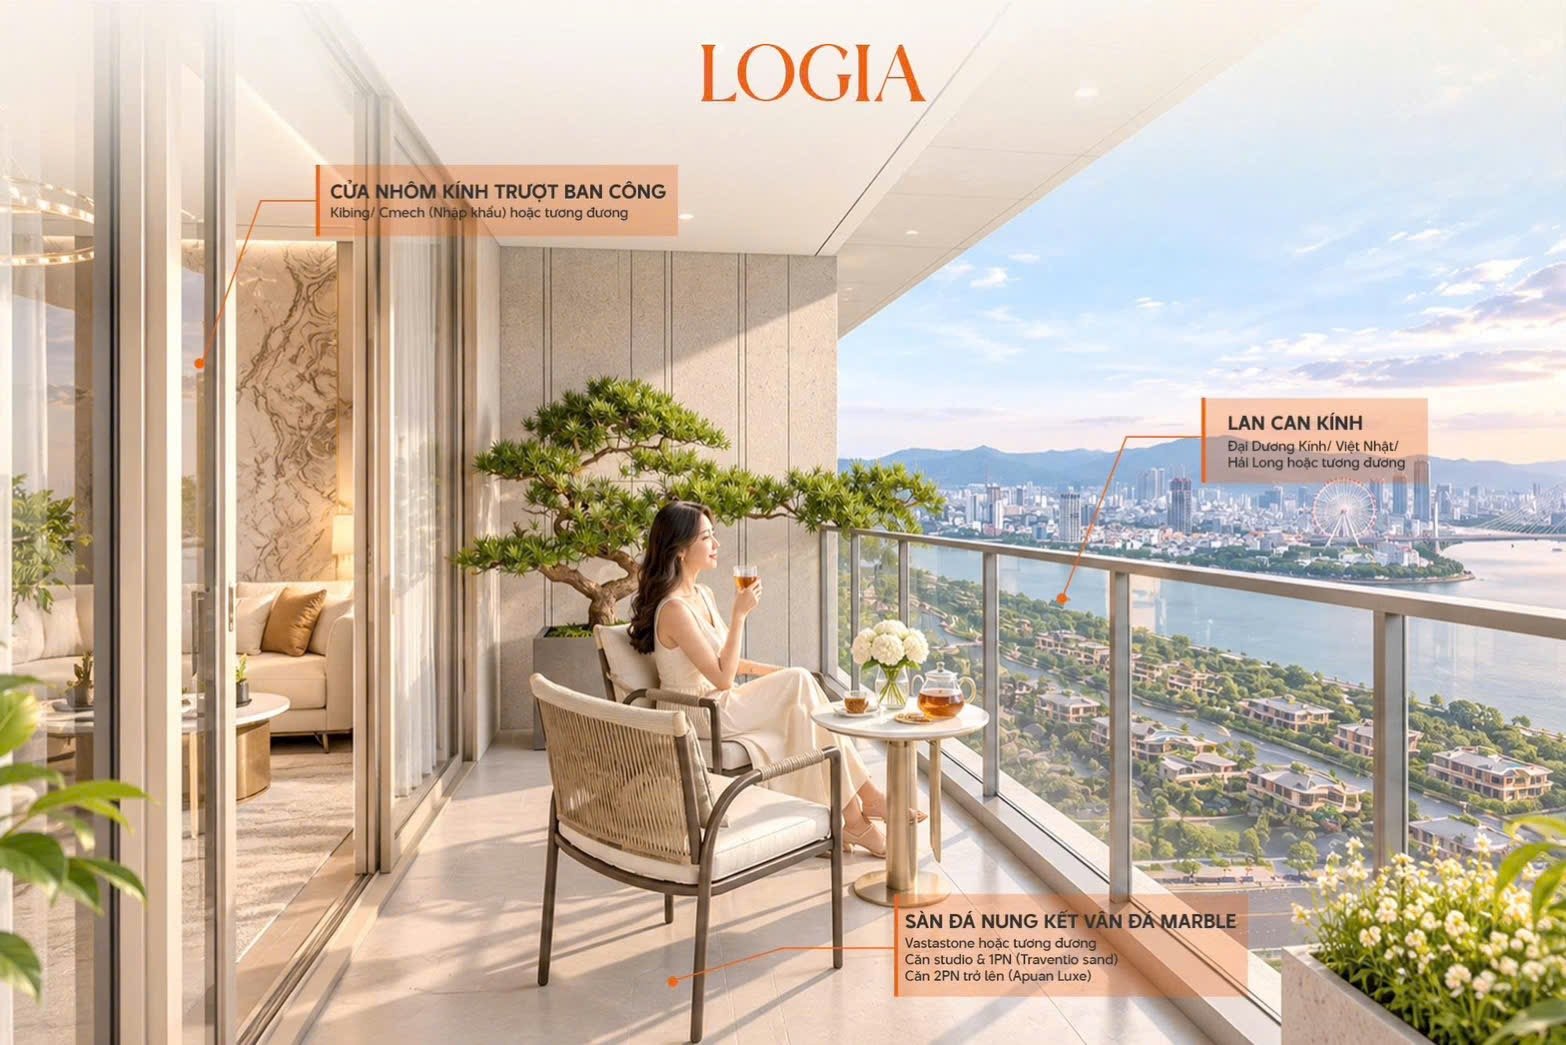 LOGIA
CỬA NHÔM KÍNH TRƯỢT BAN CÔNG
Kibing/ Cmech (Nhập khẩu) hoặc tương đương
LAN CAN KÍNH
Đại Dương Kính/ Việt Nhật/
Hải Long hoặc tương đương
SÀN ĐÁ NUNG KẾT VÂN ĐÁ MARBLE
Vastastone hoặc tương đương
Căn studio & 1PN (Traventio sand)
Căn 2PN trở lên (Apuan Luxe)